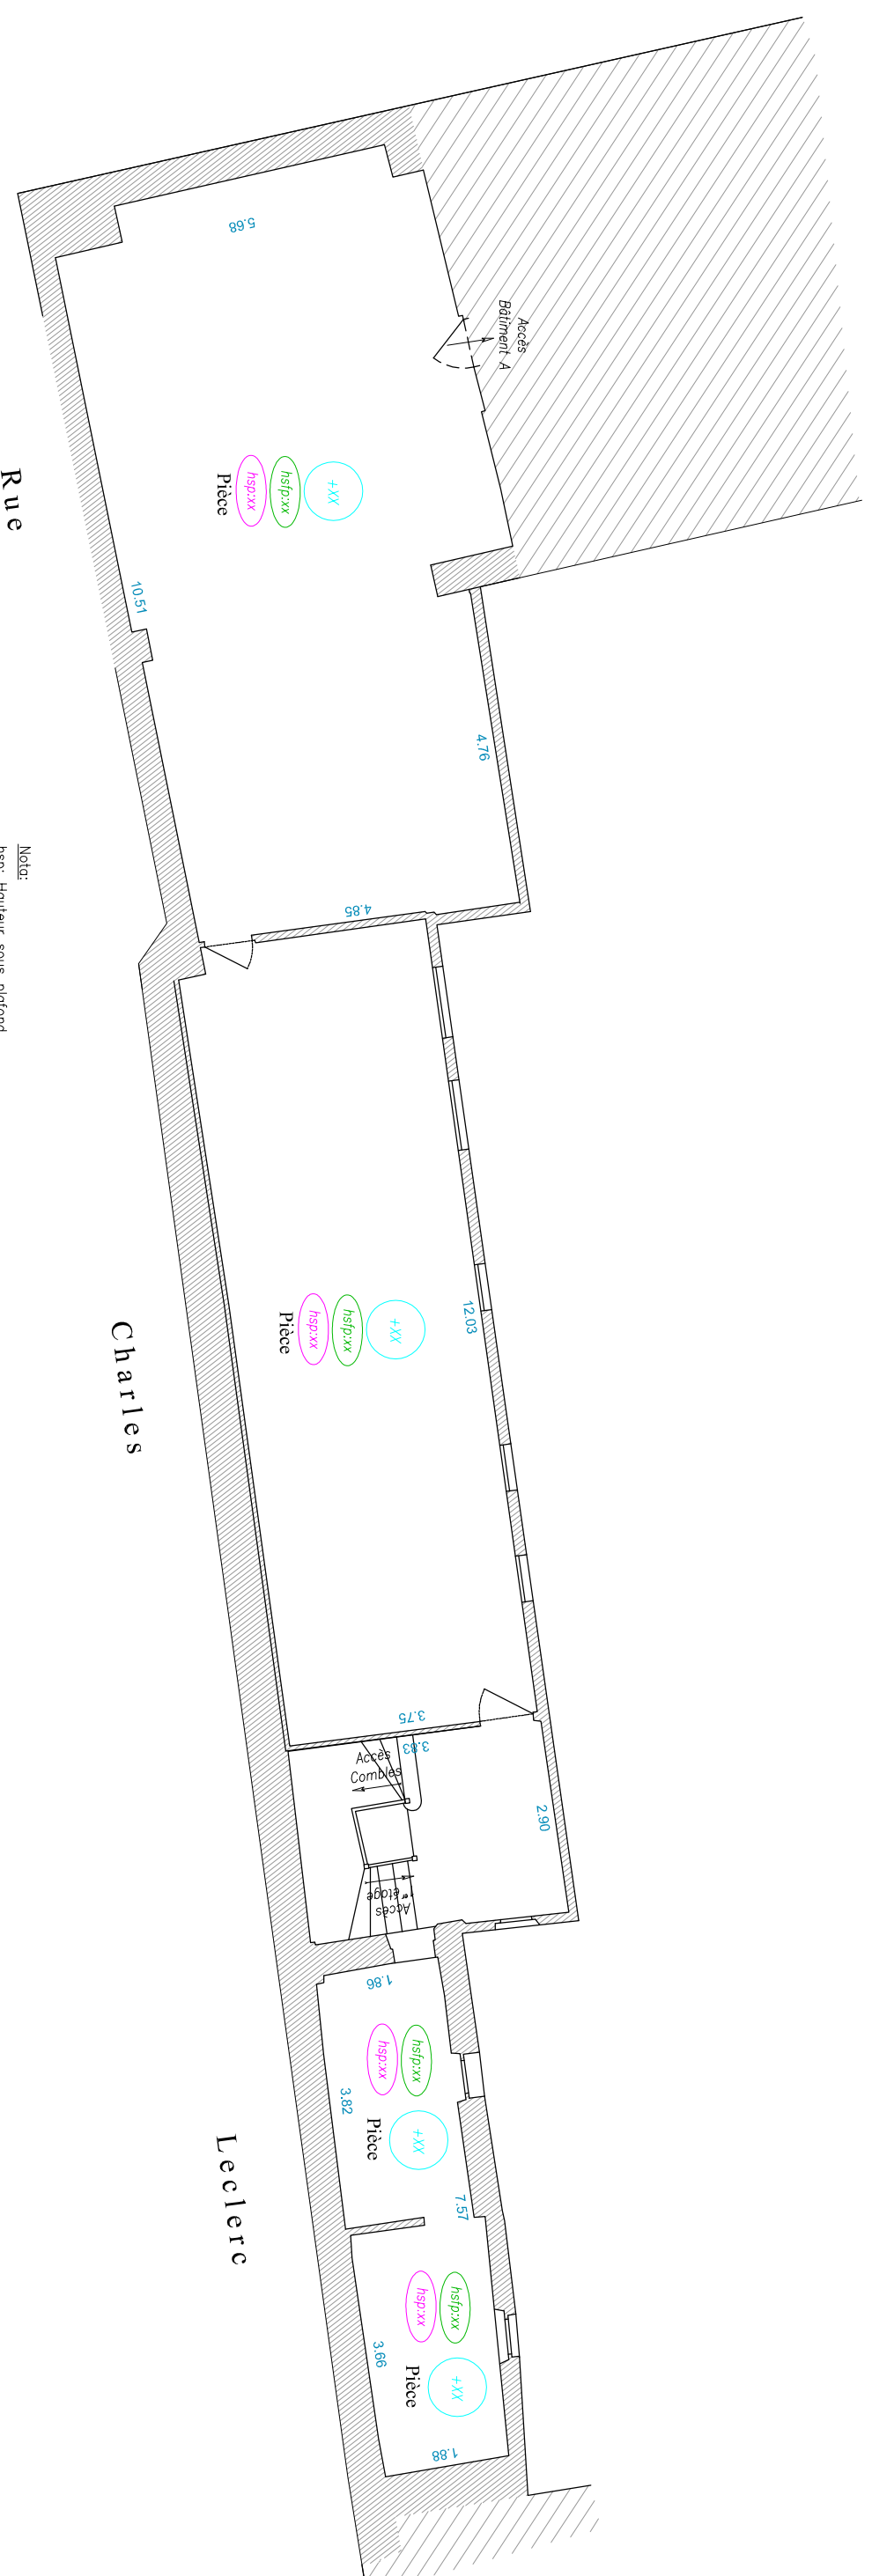 5.68
Accès
Bâtiment A
+XX
hsfp:xx
hsp:xx
Pièce
10.51
Rue
4.76
4.85
Nota:
hsp: Hauteur sous plafond
12.03
+XX
hsfp:xx
hsp:xx
Pièce
Charles
3.75
3.83
Accès
Combles
2.90
Accès
étage
1.86
hsfp:xx
hsp:xx
+XX
Pièce
3.82
7.57
Leclerc
hsfp:xx
hsp:xx
+XX
Pièce
3.66
1.88